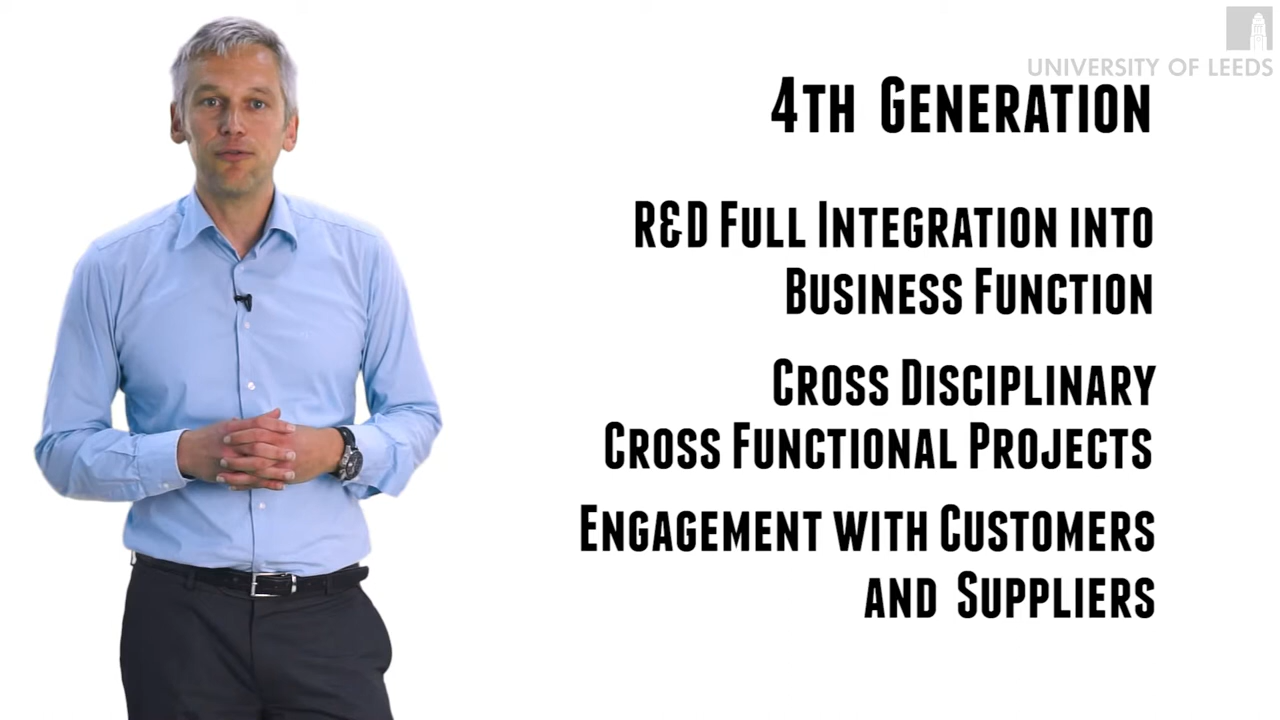 UNIVERSITY OF LEEDS
4TH GENERATION
R&D FULL INTEGRATION INTO
BUSINESS FUNCTION
CROSS DISCIPLINARY
CROSS FUNCTIONAL PROJECTS
ENGAGEMENT WITH CUSTOMERS
AND SUPPLIERS